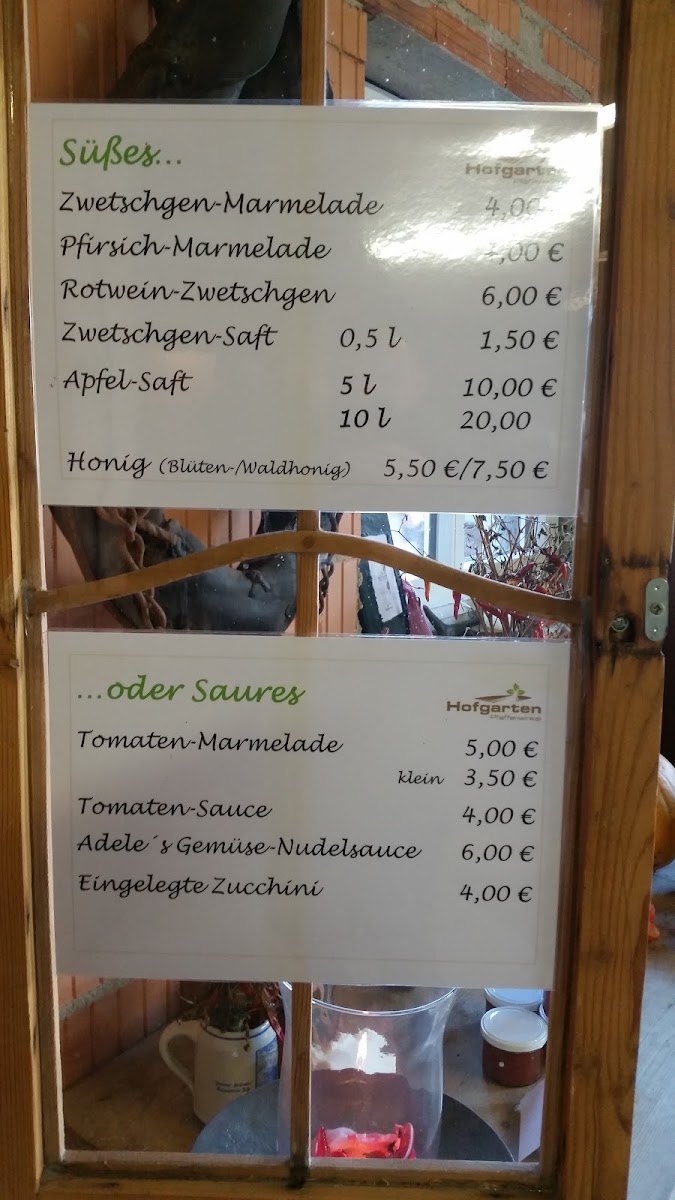 Süßes...
Hofgarten
Zwetschgen-Marmelade 4,00
Pfirsich-Marmelade ,00 €
Rotwein-Zwetschgen 6,00 €
Zwetschgen-Saft 0,5 l 1,50 €
Apfel-Saft 5 l 10,00 €
10 l 20,00
Honig (Blüten-/Waldhonig) 5,50 €/7,50 €
...oder Saures
Hofgarten
Pfaffenwinkel
Tomaten-Marmelade 5,00 €
klein 3,50 €
Tomaten-Sauce 4,00 €
Adele´s Gemüse-Nudelsauce 6,00 €
Eingelegte Zucchini 4,00 €